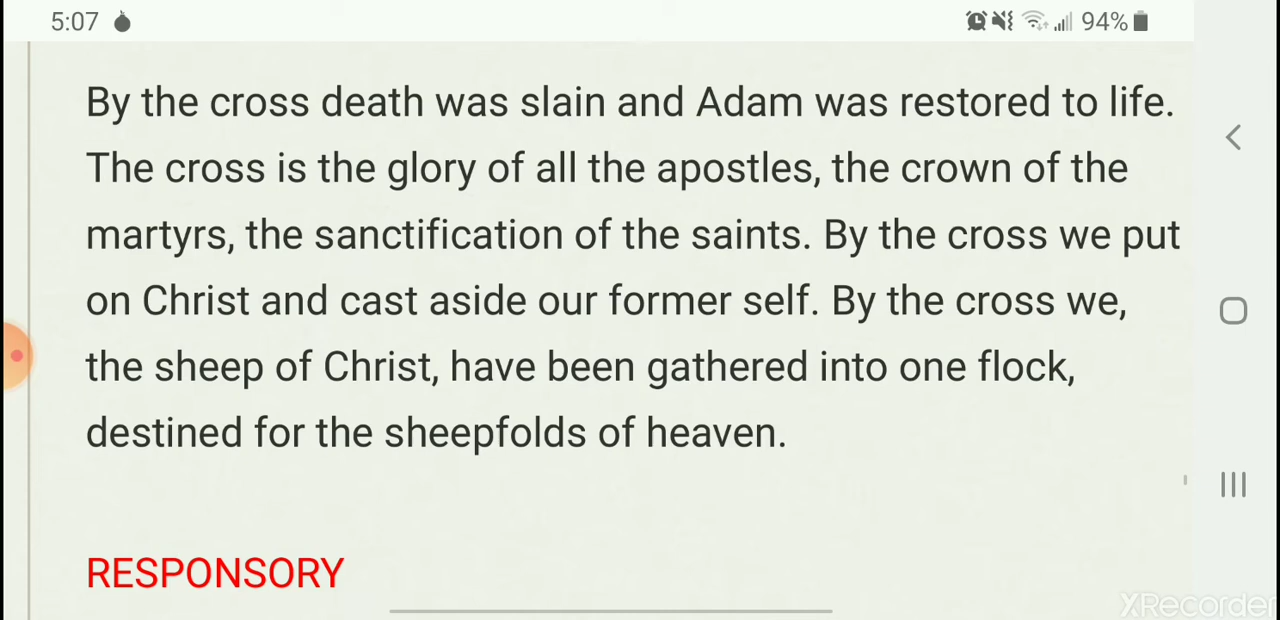 5:07 94%
By the cross death was slain and Adam was restored to life.
The cross is the glory of all the apostles, the crown of the
martyrs, the sanctification of the saints. By the cross we put
on Christ and cast aside our former self. By the cross we,
the sheep of Christ, have been gathered into one flock,
destined for the sheepfolds of heaven.
RESPONSORY
XRecorder